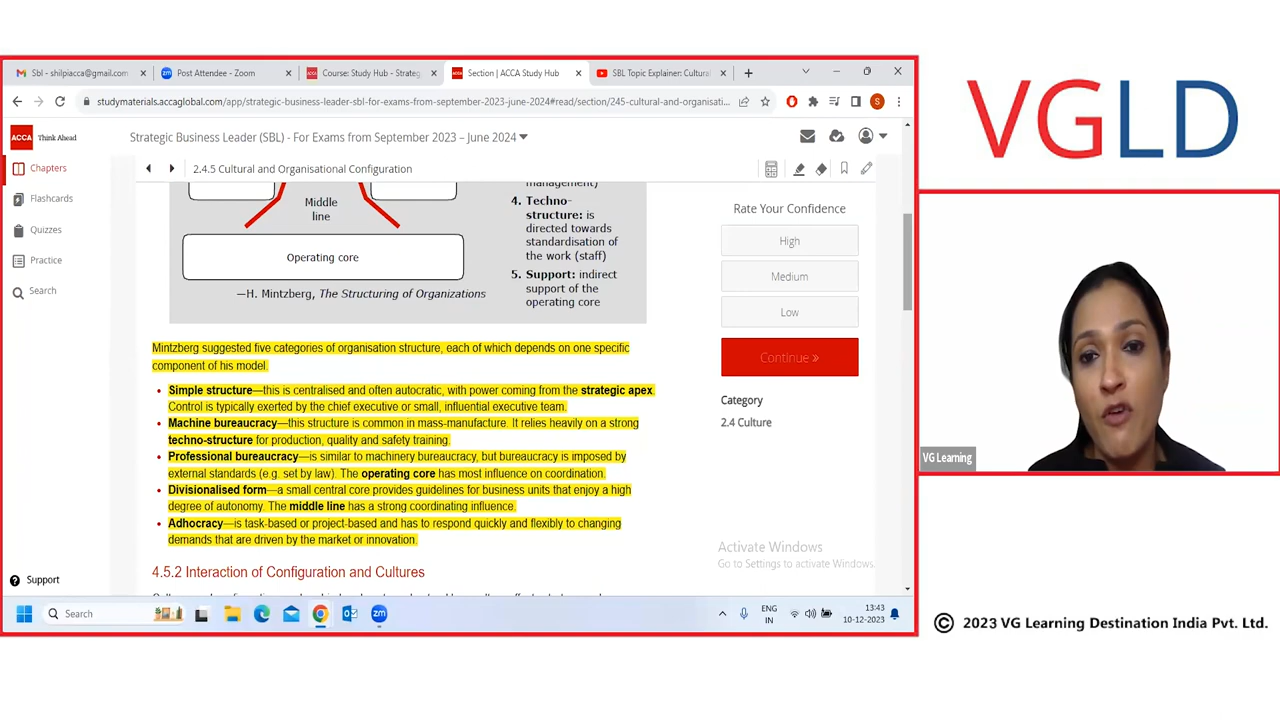 Sbl - shilpiacca@gmail.com
Post Attendee - Zoom
Course: Study Hub - Strateg
Section | ACCA Study Hub
SBL Topic Explainer: Cultural
studymaterials.accaglobal.com/app/strategic-business-leader-sbl-for-exams-from-september-2023-june-2024#read/section/245-cultural-and-organisati...
S
ACCA
Think Ahead
Strategic Business Leader (SBL) - For Exams from September 2023 – June 2024
Chapters
Flashcards
Quizzes
Practice
Search
Support
2.4.5 Cultural and Organisational Configuration
management)
Middle
line
Operating core
—H. Mintzberg, The Structuring of Organizations
4. Techno-
structure: is
directed towards
standardisation of
the work (staff)
5. Support: indirect
support of the
operating core
Mintzberg suggested five categories of organisation structure, each of which depends on one specific
component of his model.
• Simple structure—this is centralised and often autocratic, with power coming from the strategic apex.
Control is typically exerted by the chief executive or small, influential executive team.
• Machine bureaucracy—this structure is common in mass-manufacture. It relies heavily on a strong
techno-structure for production, quality and safety training.
• Professional bureaucracy—is similar to machinery bureaucracy, but bureaucracy is imposed by
external standards (e.g. set by law). The operating core has most influence on coordination.
• Divisionalised form—a small central core provides guidelines for business units that enjoy a high
degree of autonomy. The middle line has a strong coordinating influence.
• Adhocracy—is task-based or project-based and has to respond quickly and flexibly to changing
demands that are driven by the market or innovation.
4.5.2 Interaction of Configuration and Cultures
Rate Your Confidence
High
Medium
Low
Continue »
Category
2.4 Culture
Activate Windows
Go to Settings to activate Windows.
Search
zm
ENG
IN
13:43
10-12-2023
VGLD
VG Learning
© 2023 VG Learning Destination India Pvt. Ltd.